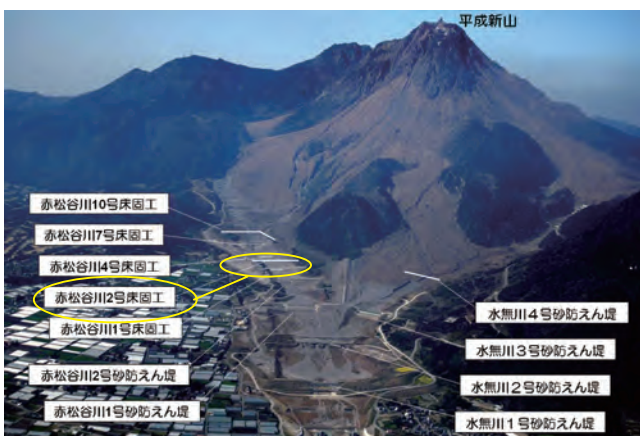 平成新山
赤松谷川10号床固工
赤松谷川7号床固工
赤松谷川4号床固工
赤松谷川2号床固工
赤松谷川1号床固工
赤松谷川2号砂防えん堤
赤松谷川1号砂防えん堤
水無川4号砂防えん堤
水無川3号砂防えん堤
水無川2号砂防えん堤
水無川1号砂防えん堤